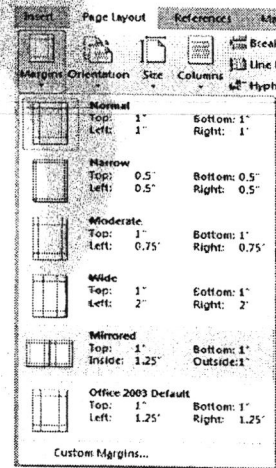 Insert Page Layout References
Margins Orientation Size Columns
Normal
Top: 1" Bottom: 1"
Left: 1" Right: 1"
Narrow
Top: 0.5" Bottom: 0.5"
Left: 0.5" Right: 0.5"
Moderate
Top: 1" Bottom: 1"
Left: 0.75" Right: 0.75"
Wide
Top: 1" Bottom: 1"
Left: 2" Right: 2"
Mirrored
Top: 1" Bottom: 1"
Inside: 1.25" Outside:1"
Office 2003 Default
Top: 1" Bottom: 1"
Left: 1.25" Right: 1.25"
Custom Margins...